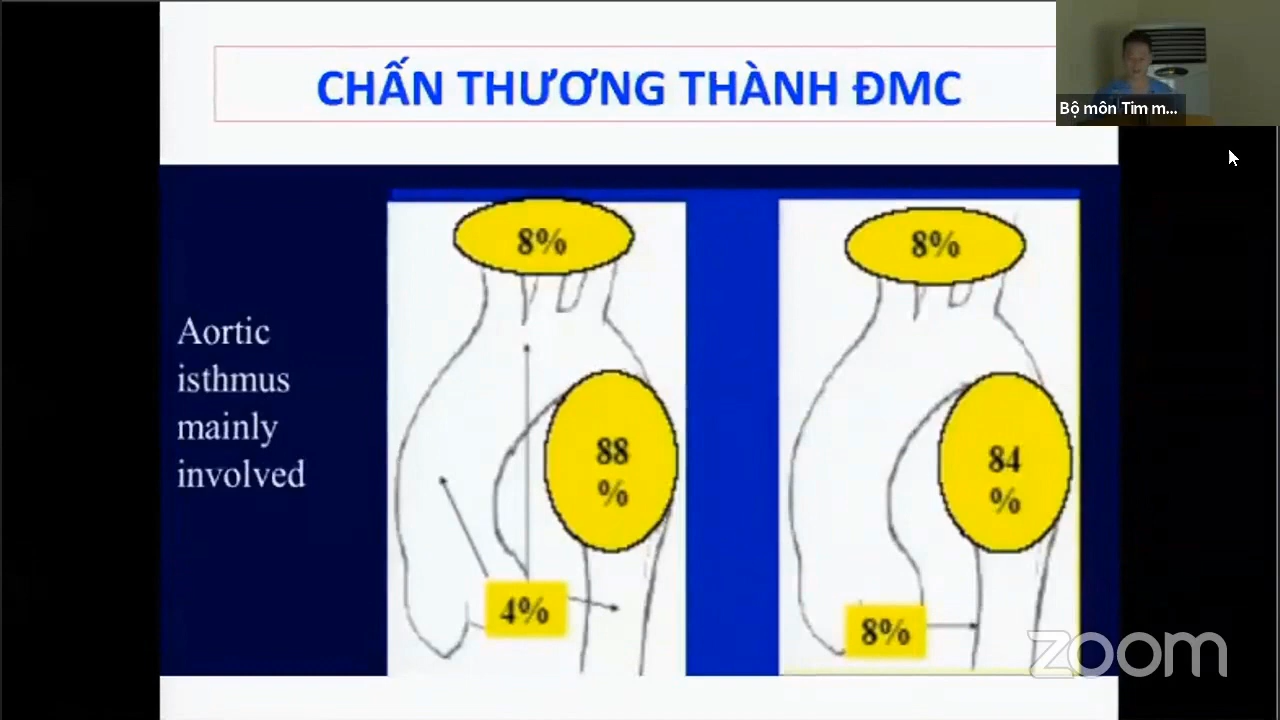 CHẤN THƯƠNG THÀNH ĐMC
Bộ môn Tim m...
Aortic
isthmus
mainly
involved
8%
88
%
4%
8%
84
%
8%
zoom